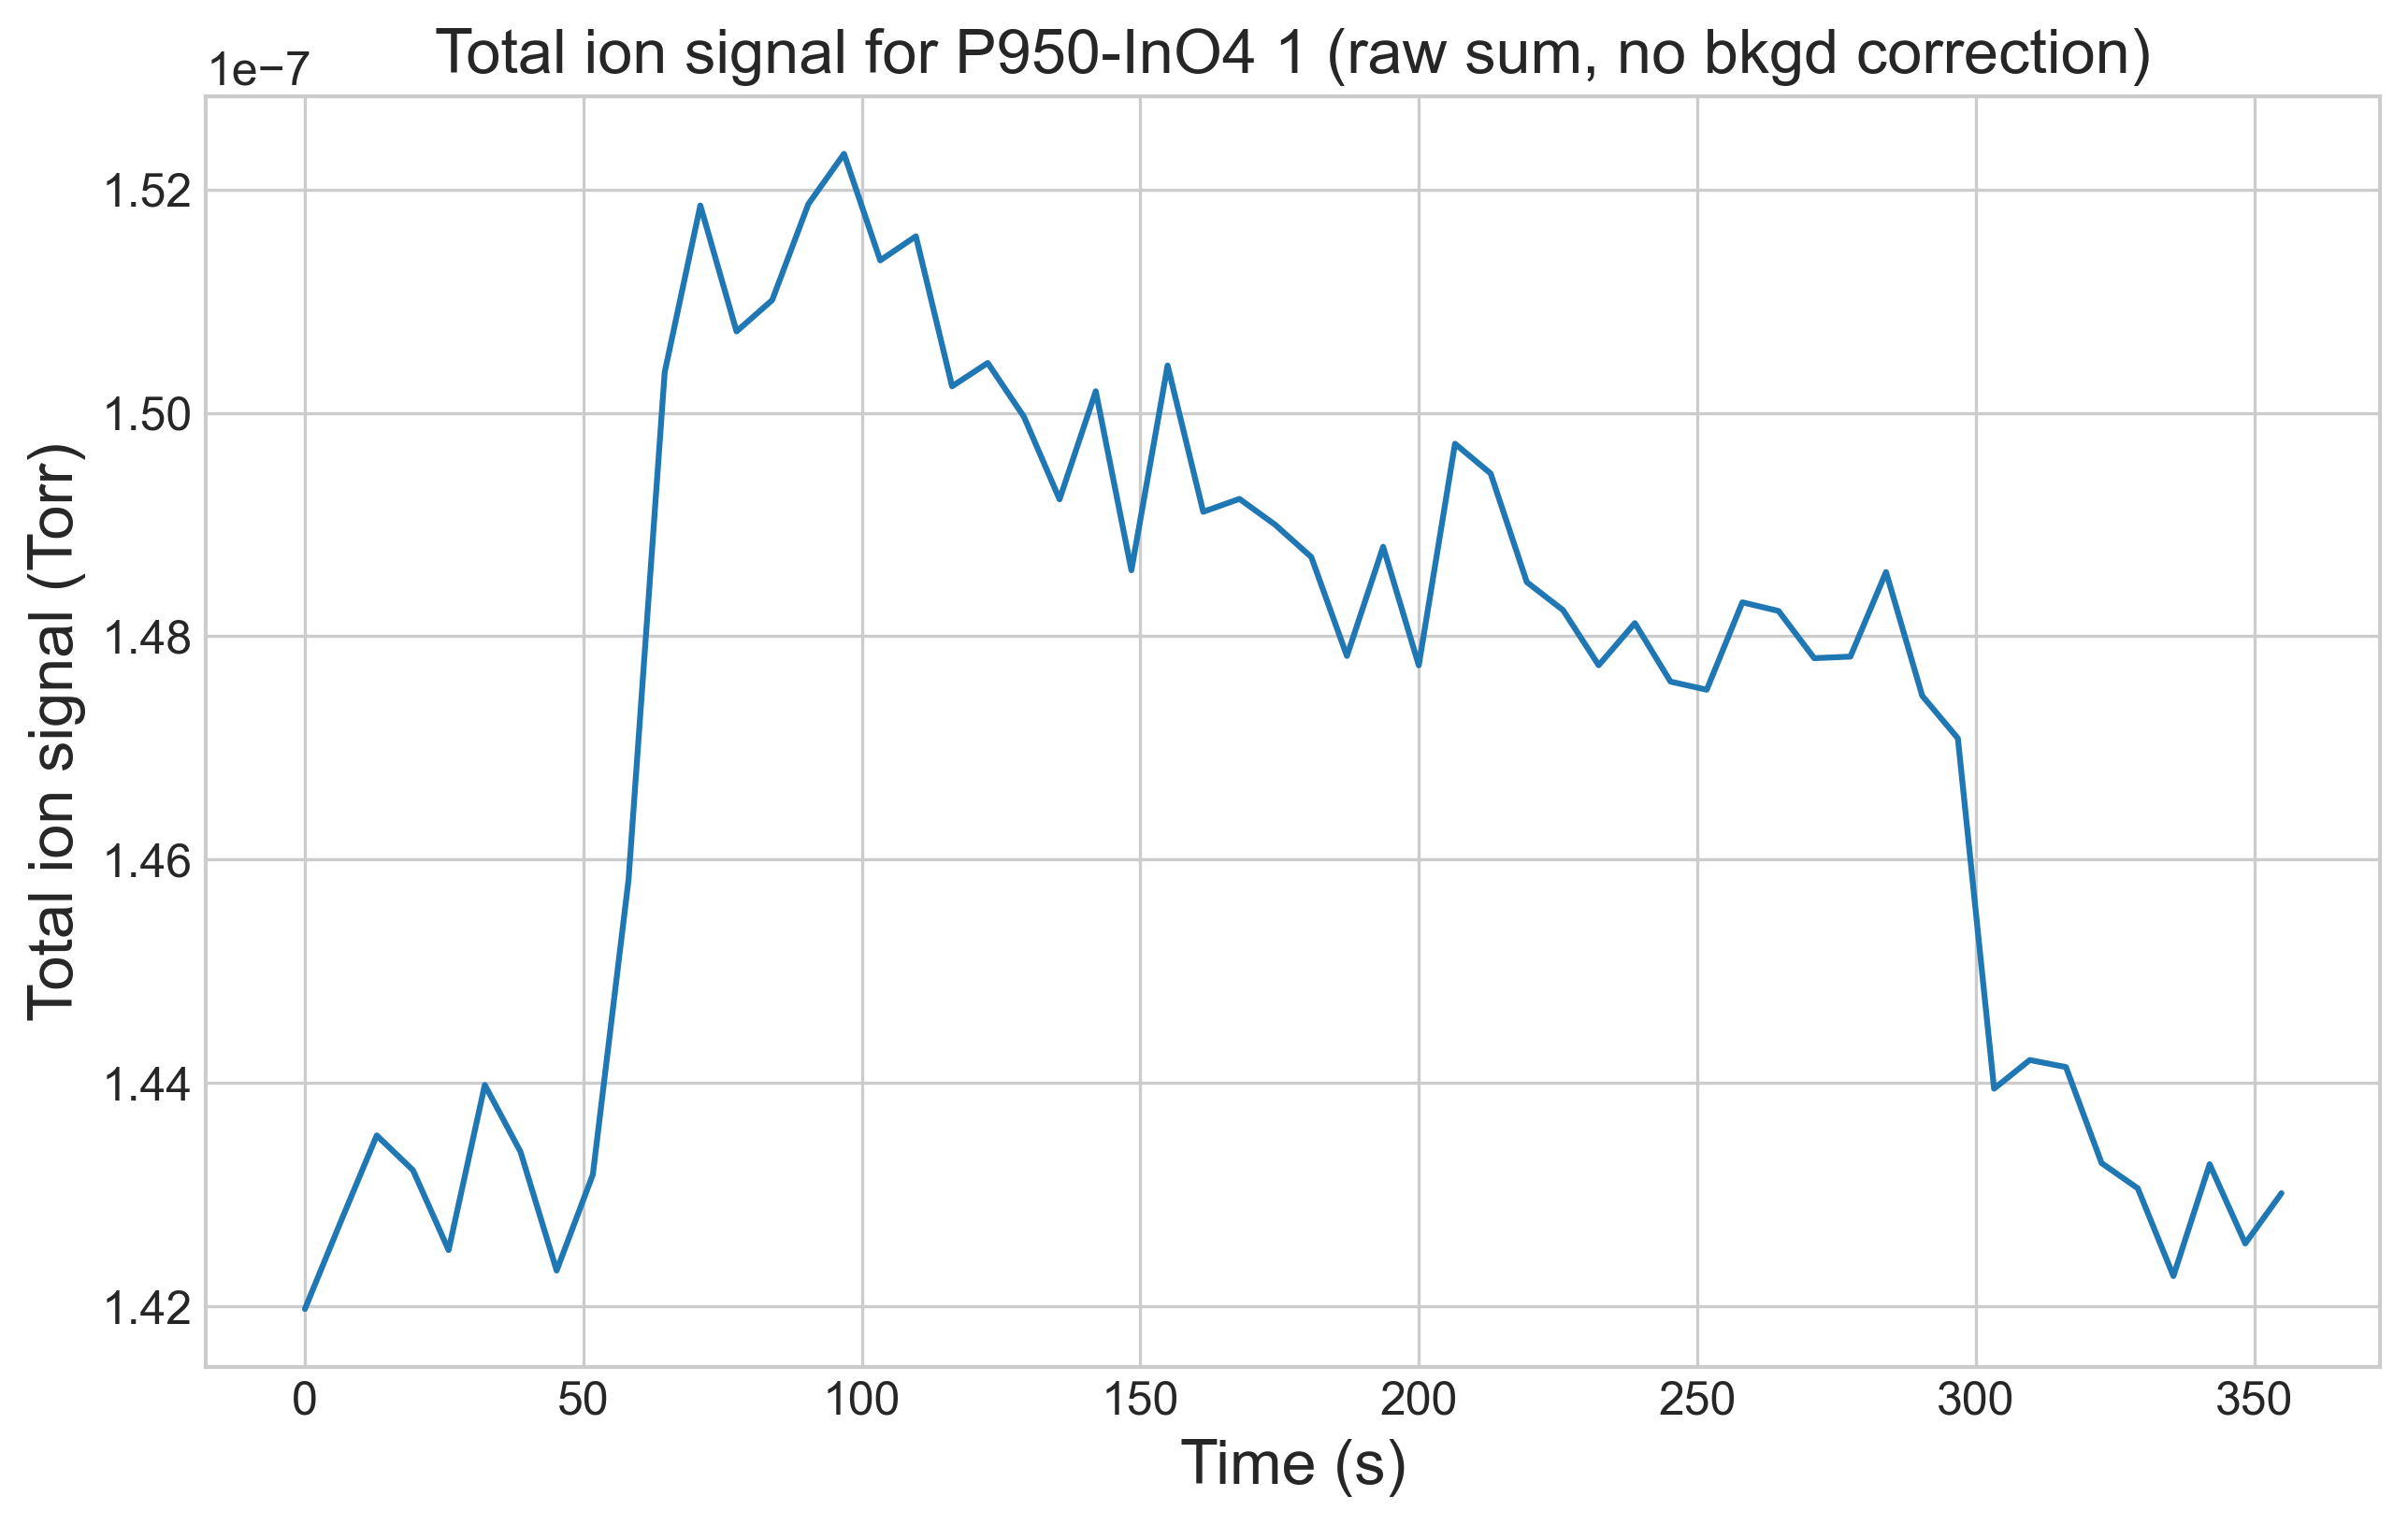 Total ion signal for P950-InO4 1 (raw sum, no bkgd correction)
1e−7
Total ion signal (Torr)
1.52
1.50
1.48
1.46
1.44
1.42
0 50 100 150 200 250 300 350
Time (s)